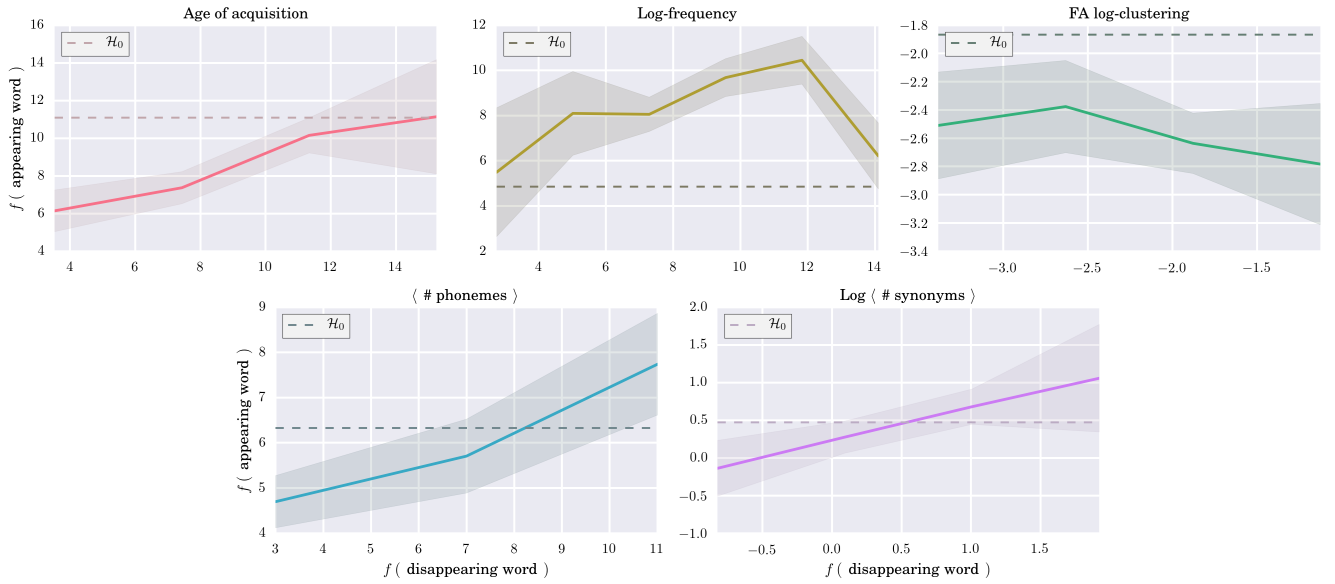 Age of acquisition
Log-frequency
FA log-clustering
f ( appearing word )
16
14
12
10
8
6
4
ℋ₀
4 6 8 10 12 14
12
10
8
6
4
2
ℋ₀
4 6 8 10 12 14
−1.8
−2.0
−2.2
−2.4
−2.6
−2.8
−3.0
−3.2
−3.4
ℋ₀
−3.0 −2.5 −2.0 −1.5
⟨ # phonemes ⟩
Log ⟨ # synonyms ⟩
f ( appearing word )
9
8
7
6
5
4
ℋ₀
3 4 5 6 7 8 9 10 11
f ( disappearing word )
2.0
1.5
1.0
0.5
0.0
−0.5
−1.0
ℋ₀
−0.5 0.0 0.5 1.0 1.5
f ( disappearing word )